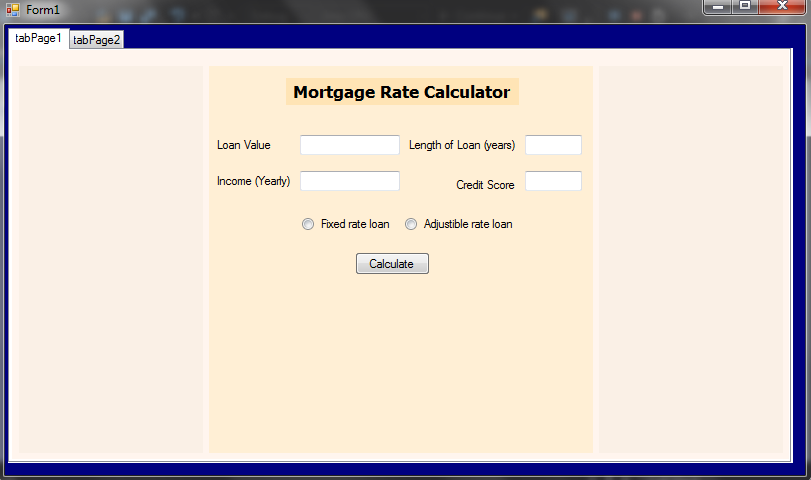 Form1
tabPage1 tabPage2
Mortgage Rate Calculator
Loan Value Length of Loan (years)
Income (Yearly) Credit Score
Fixed rate loan Adjustible rate loan
Calculate